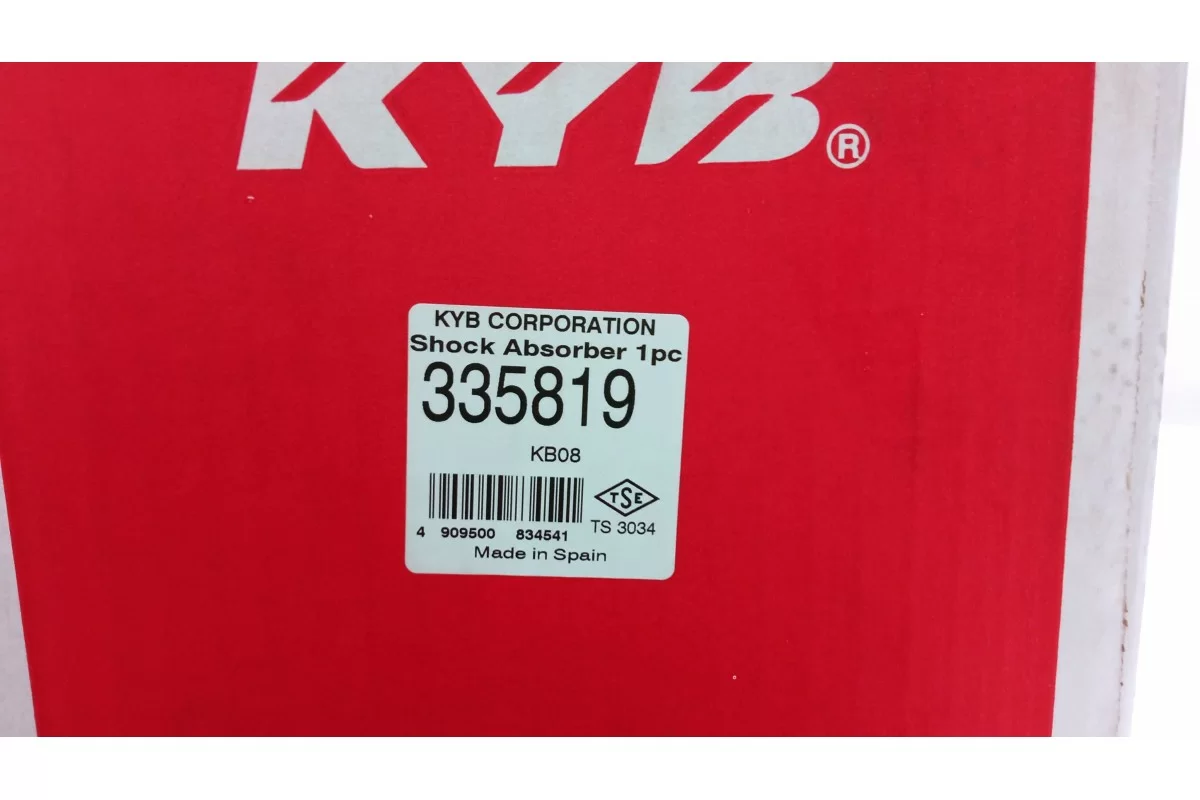 KYB®
KYB CORPORATION
Shock Absorber 1pc
335819
KB08
TSE
TS 3034
4 909500 834541
Made in Spain